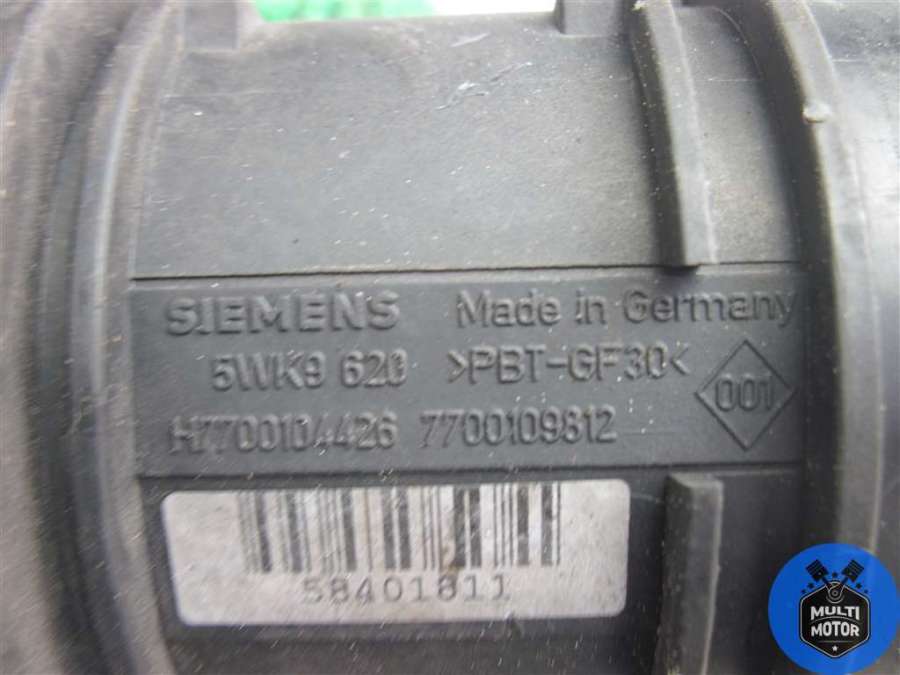 SIEMENS Made in Germany
5WK9 620 >PBT-GF30<
001
H7700104426 7700109812
58401811
MULTI
MOTOR